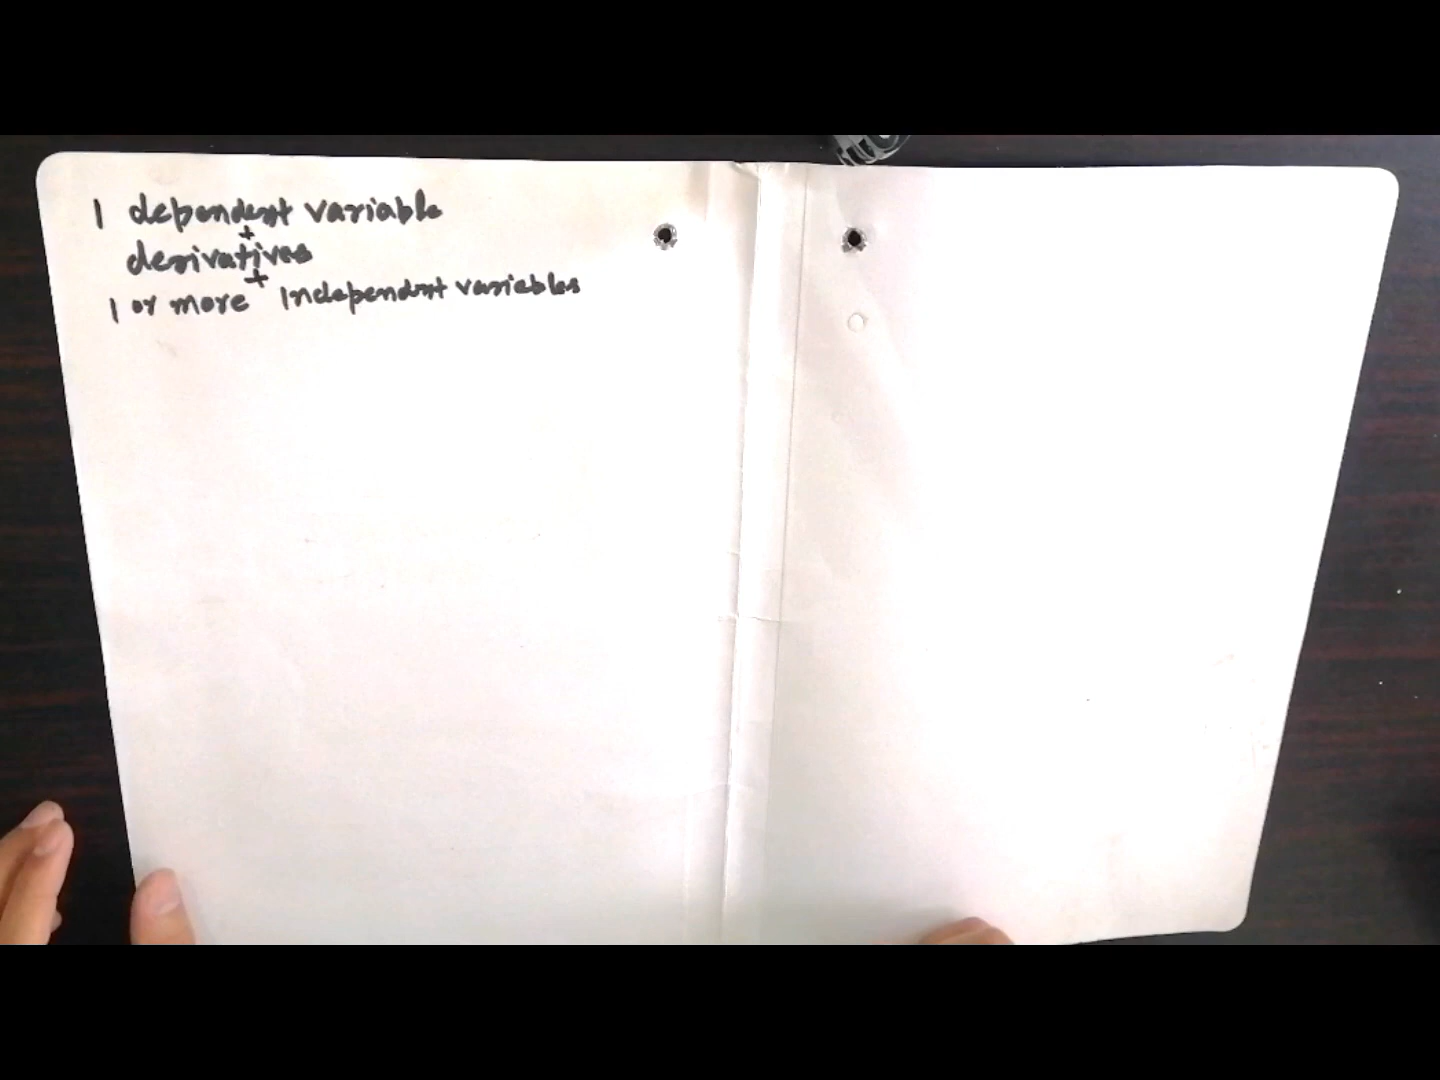 1 dependent variable
+
derivatives
+
1 or more Independent variables